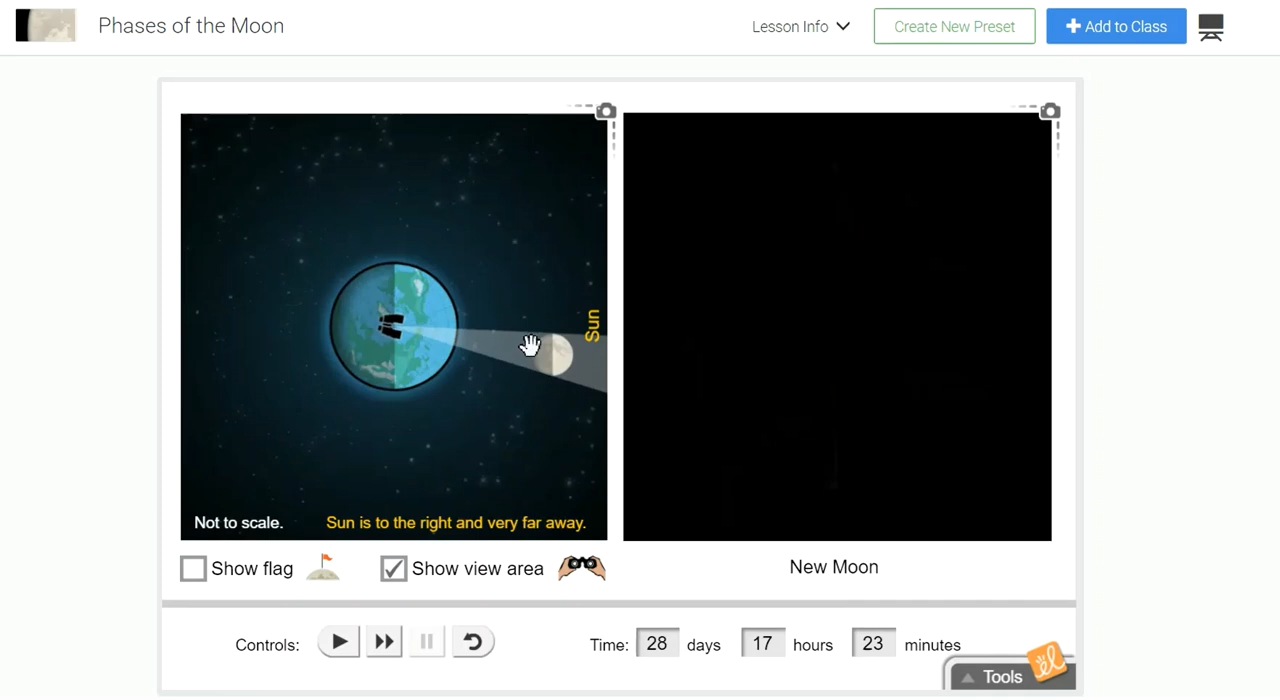 Phases of the Moon
Lesson Info
Create New Preset
Add to Class
Sun
Not to scale.
Sun is to the right and very far away.
Show flag
Show view area
New Moon
Controls:
Time: 28 days 17 hours 23 minutes
Tools